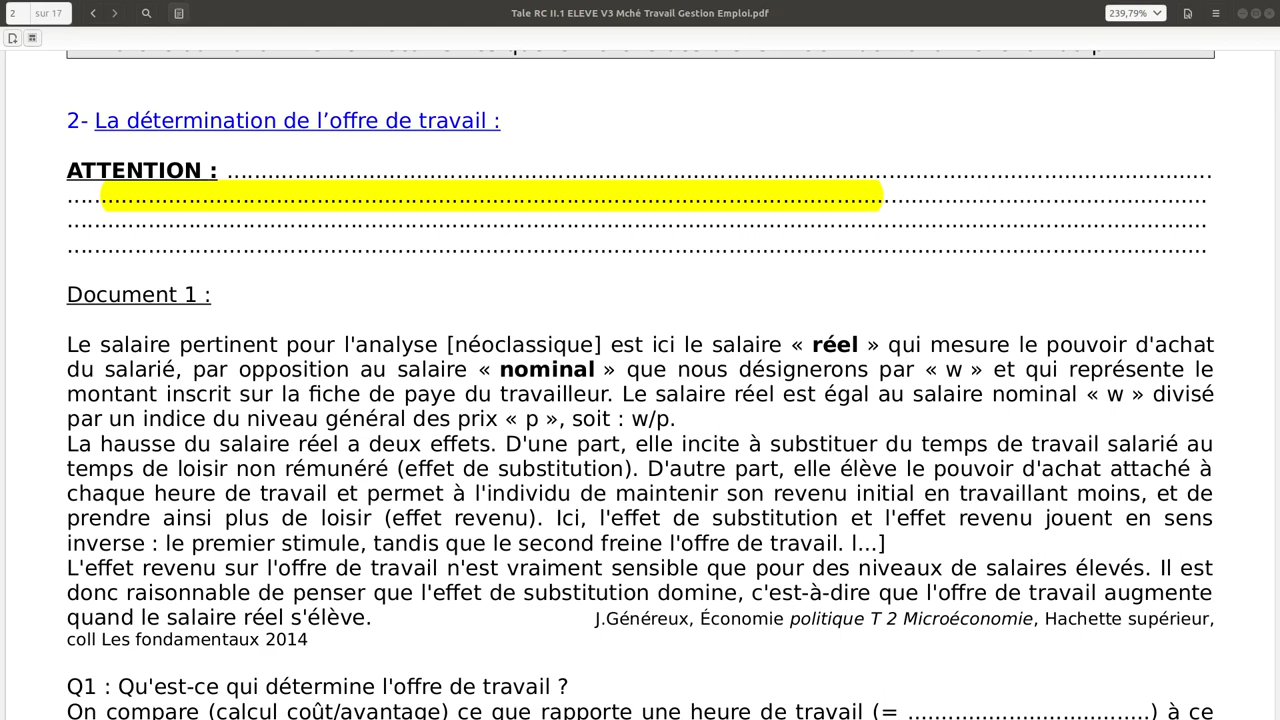 2
sur 17
Tale RC II.1 ELEVE V3 Mché Travail Gestion Emploi.pdf
239,79%
2- La détermination de l’offre de travail :
ATTENTION : ....................................................................................................................................................
....................................................................................................................................................
....................................................................................................................................................
....................................................................................................................................................
Document 1 :
Le salaire pertinent pour l'analyse [néoclassique] est ici le salaire « réel » qui mesure le pouvoir d'achat
du salarié, par opposition au salaire « nominal » que nous désignerons par « w » et qui représente le
montant inscrit sur la fiche de paye du travailleur. Le salaire réel est égal au salaire nominal « w » divisé
par un indice du niveau général des prix « p », soit : w/p.
La hausse du salaire réel a deux effets. D'une part, elle incite à substituer du temps de travail salarié au
temps de loisir non rémunéré (effet de substitution). D'autre part, elle élève le pouvoir d'achat attaché à
chaque heure de travail et permet à l'individu de maintenir son revenu initial en travaillant moins, et de
prendre ainsi plus de loisir (effet revenu). Ici, l'effet de substitution et l'effet revenu jouent en sens
inverse : le premier stimule, tandis que le second freine l'offre de travail. l...]
L'effet revenu sur l'offre de travail n'est vraiment sensible que pour des niveaux de salaires élevés. Il est
donc raisonnable de penser que l'effet de substitution domine, c'est-à-dire que l'offre de travail augmente
quand le salaire réel s'élève. J.Généreux, Économie politique T 2 Microéconomie, Hachette supérieur,
coll Les fondamentaux 2014
Q1 : Qu'est-ce qui détermine l'offre de travail ?
On compare (calcul coût/avantage) ce que rapporte une heure de travail (= ....................................) à ce